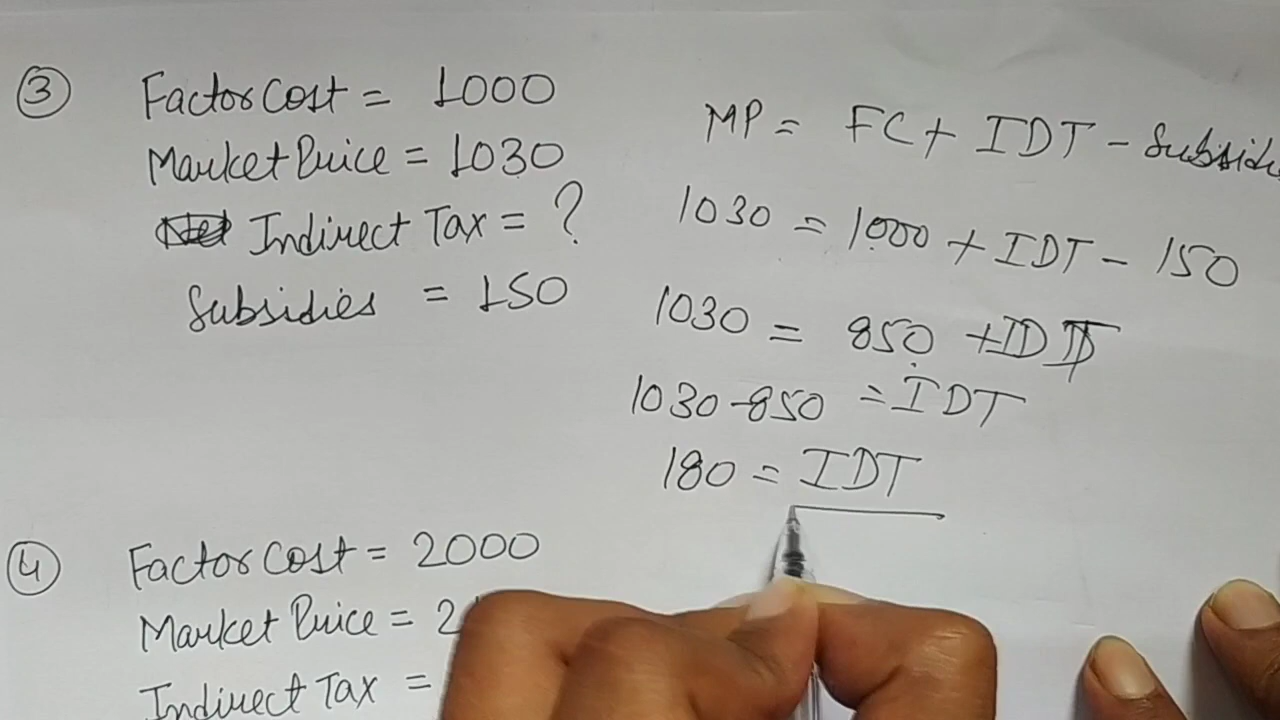 ③ Factor Cost = 1000
Market Price = 1030
Indirect Tax = ?
Subsidies = 150
MP = FC + IDT - Subsidie
1030 = 1000 + IDT - 150
1030 = 850 + IDT
1030-850 = IDT
180 = IDT
④ Factor Cost = 2000
Market Price = 2
Indirect Tax =